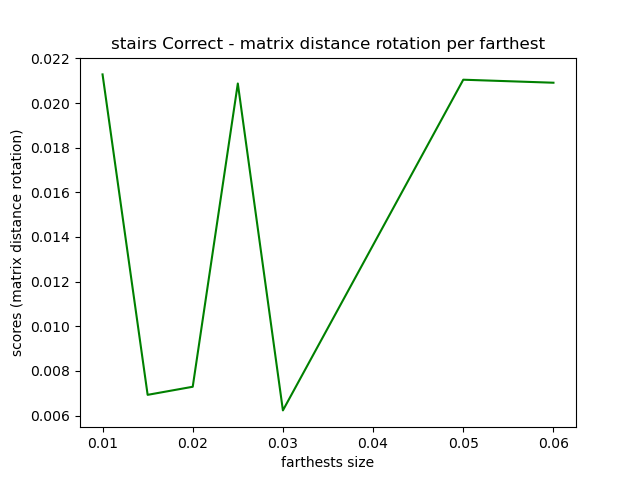 stairs Correct - matrix distance rotation per farthest
0.022
0.020
0.018
0.016
0.014
0.012
0.010
0.008
0.006
scores (matrix distance rotation)
0.01 0.02 0.03 0.04 0.05 0.06
farthests size